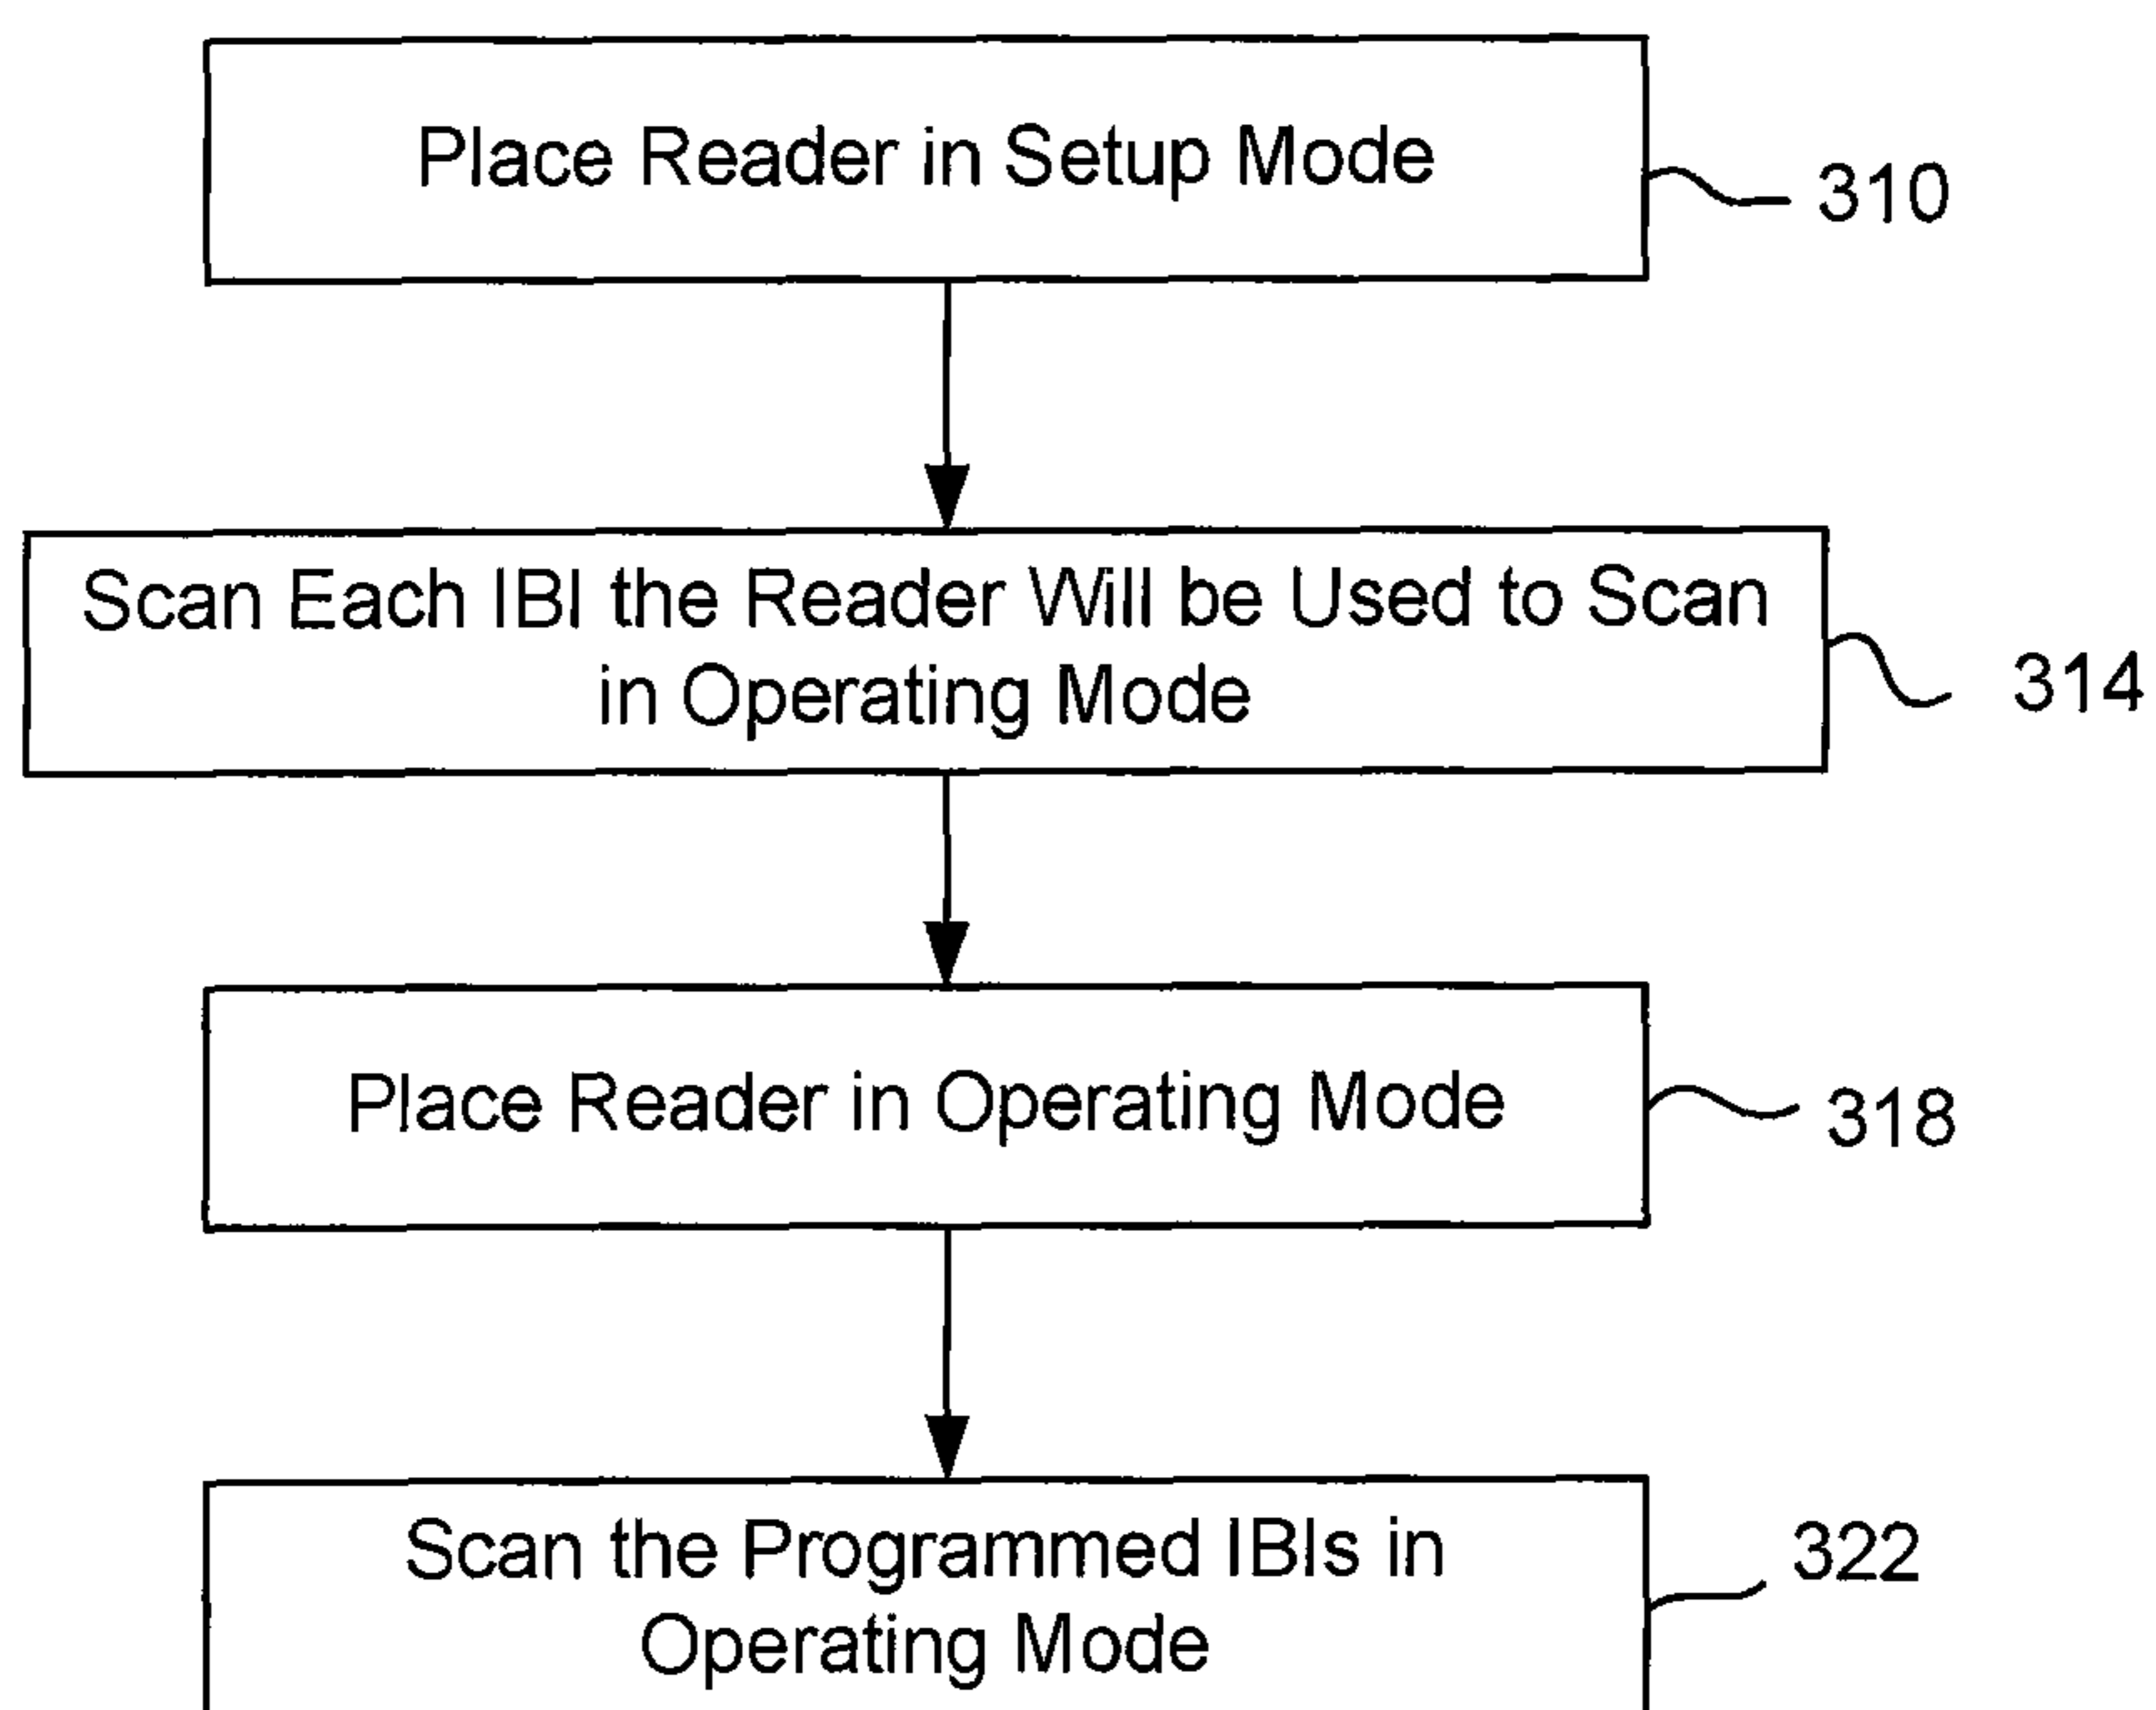 Place Reader in Setup Mode
310
Scan Each IBI the Reader Will be Used to Scan
in Operating Mode
314
Place Reader in Operating Mode
318
Scan the Programmed IBIs in
Operating Mode
322